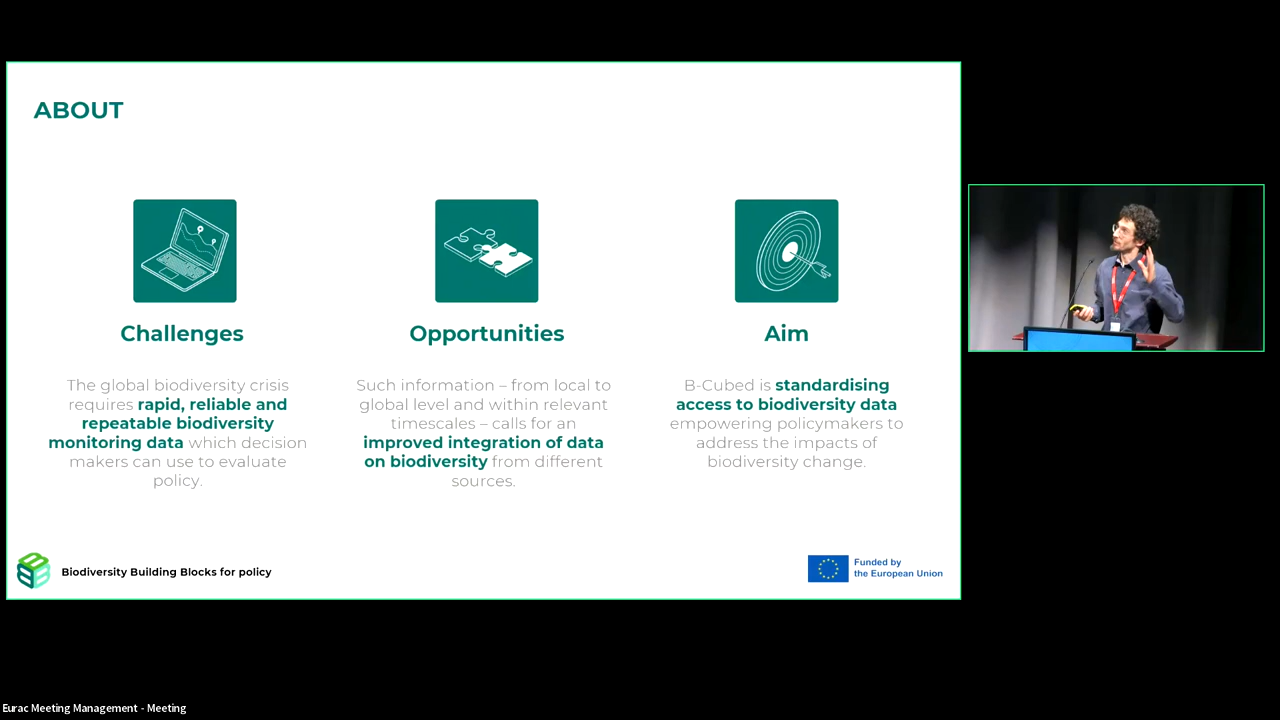 ABOUT
Challenges
The global biodiversity crisis
requires rapid, reliable and
repeatable biodiversity
monitoring data which decision
makers can use to evaluate
policy.
Opportunities
Such information – from local to
global level and within relevant
timescales – calls for an
improved integration of data
on biodiversity from different
sources.
Aim
B-Cubed is standardising
access to biodiversity data
empowering policymakers to
address the impacts of
biodiversity change.
Biodiversity Building Blocks for policy
Funded by
the European Union
Eurac Meeting Management - Meeting